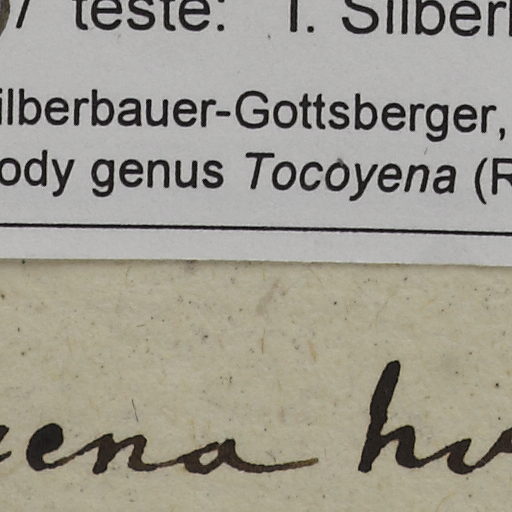 teste: I. Silber
ilberbauer-Gottsberger,
ody genus Tocoyena (R
ena